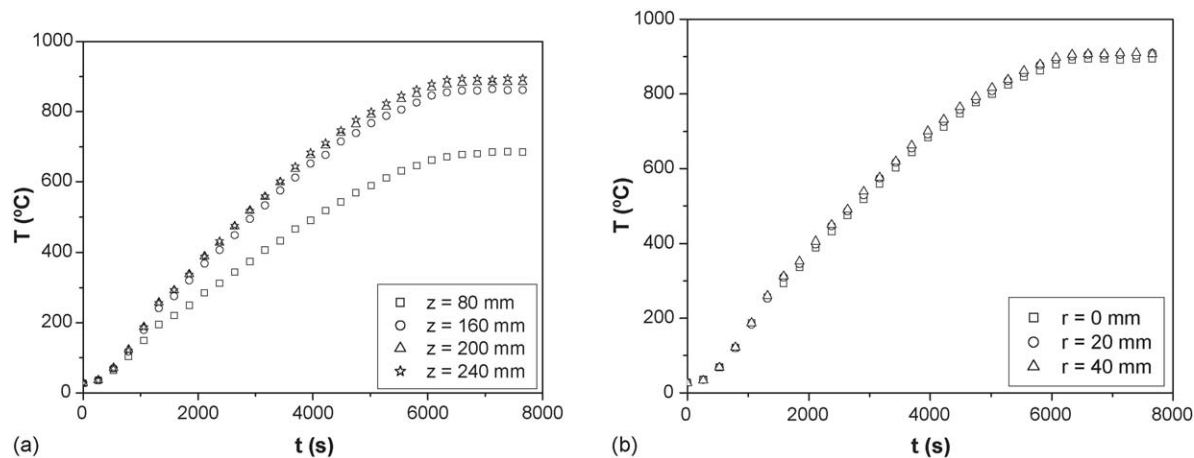 1000
800
600
400
200
0
T (ºC)
0 2000 4000 6000 8000
t (s)
z = 80 mm
z = 160 mm
z = 200 mm
z = 240 mm
(a)
1000
800
600
400
200
0
T (ºC)
0 2000 4000 6000 8000
t (s)
r = 0 mm
r = 20 mm
r = 40 mm
(b)